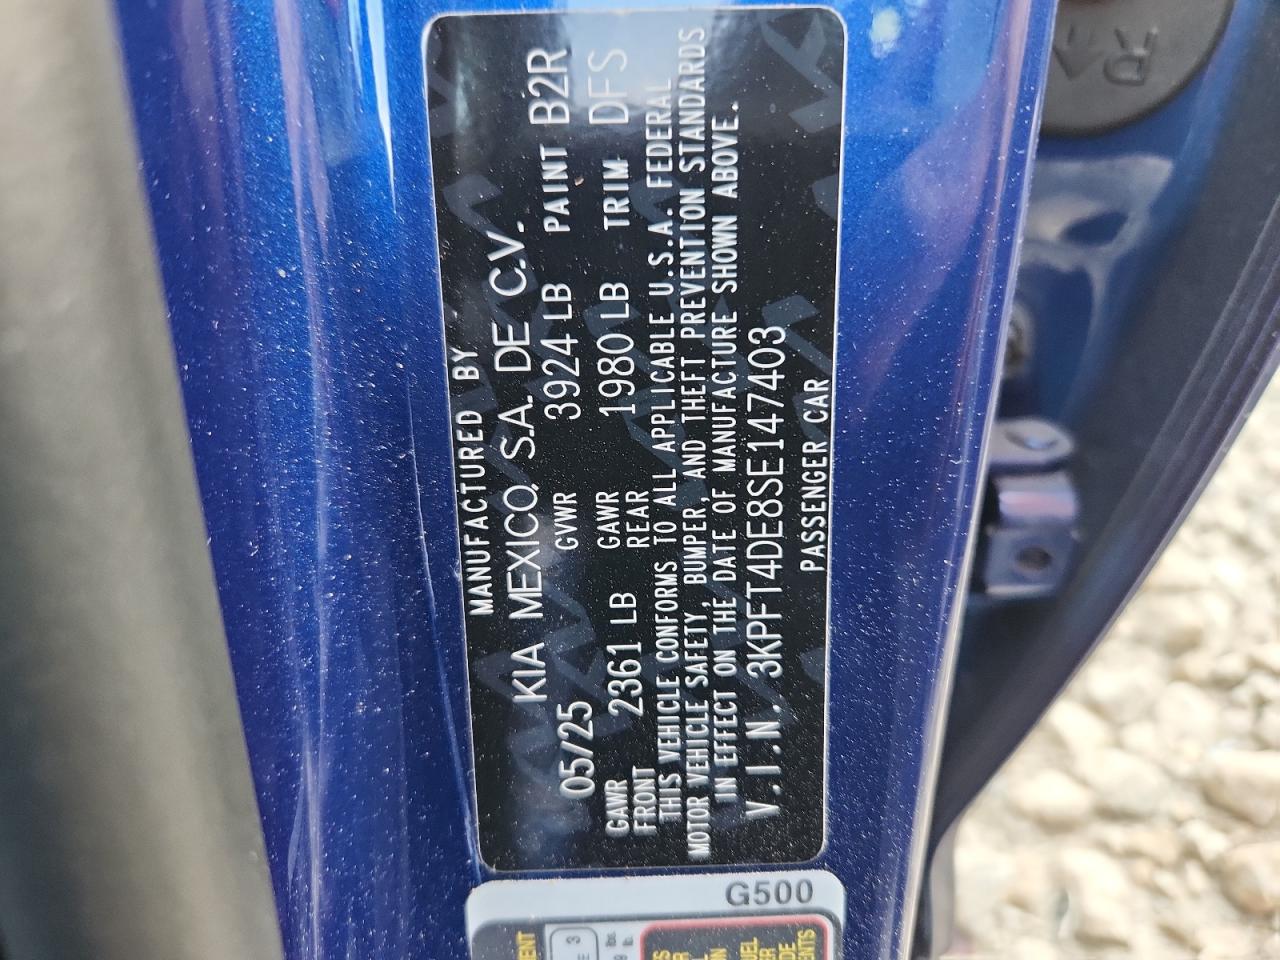 MANUFACTURED BY
KIA MEXICO, S.A. DE C.V.
05/25 GVWR 3924 LB PAINT B2R
GAWR FRONT 2361 LB GAWR REAR 1980 LB TRIM DFS
THIS VEHICLE CONFORMS TO ALL APPLICABLE U.S.A. FEDERAL
MOTOR VEHICLE SAFETY, BUMPER, AND THEFT PREVENTION STANDARDS
IN EFFECT ON THE DATE OF MANUFACTURE SHOWN ABOVE.
V.I.N. 3KPFT4DE8SE147403
PASSENGER CAR
G500